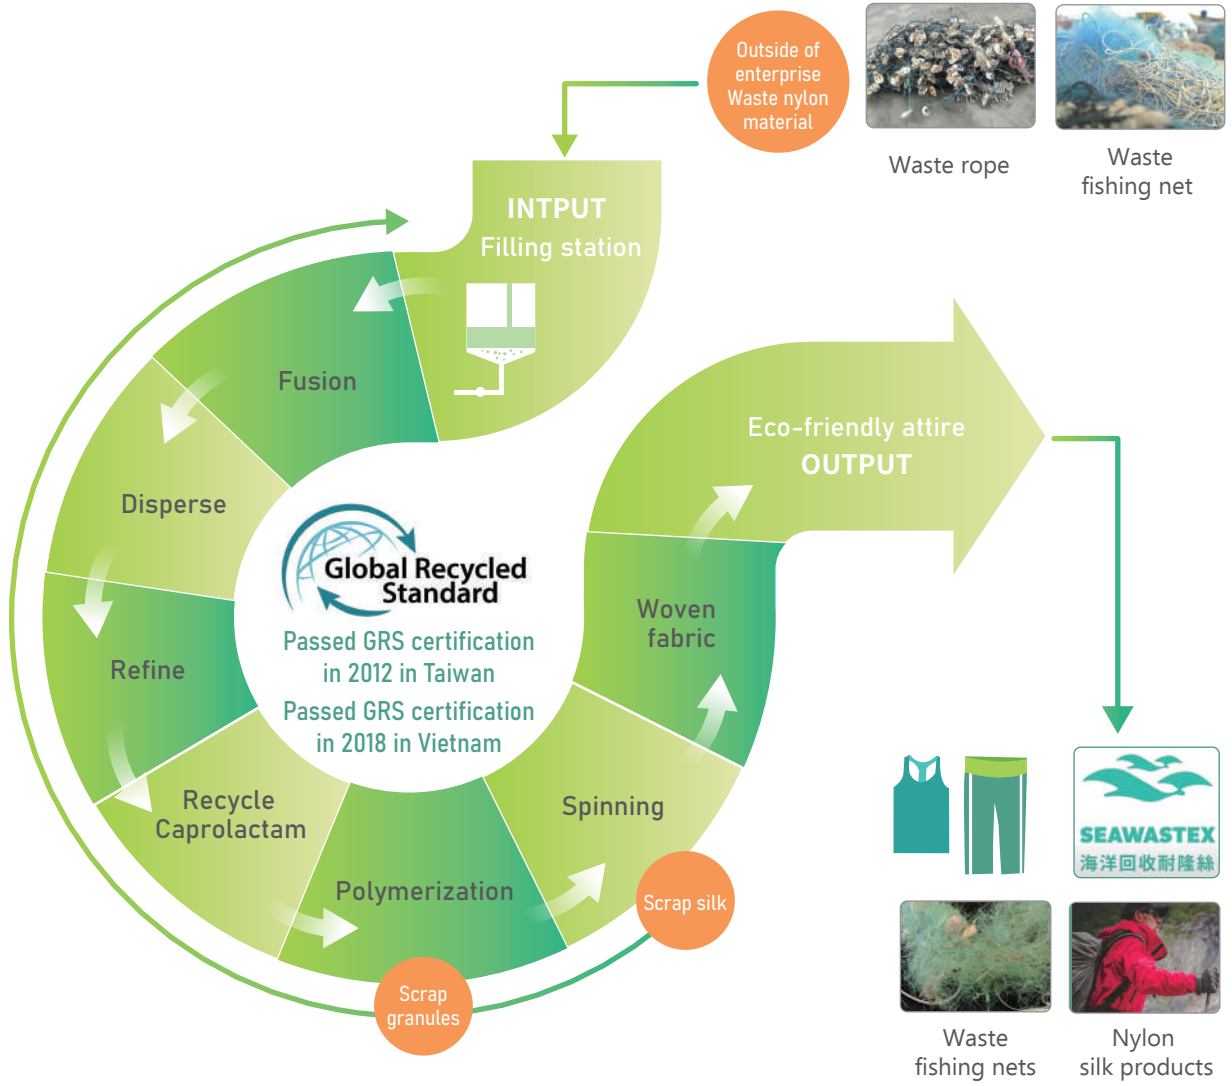 Outside of
enterprise
Waste nylon
material
Waste rope
Waste
fishing net
INTPUT
Filling station
Fusion
Disperse
Refine
Recycle
Caprolactam
Polymerization
Spinning
Woven
fabric
Eco-friendly attire
OUTPUT
Global Recycled
Standard
Passed GRS certification
in 2012 in Taiwan
Passed GRS certification
in 2018 in Vietnam
Scrap silk
Scrap
granules
SEAWASTEX
海洋回收耐隆絲
Waste
fishing nets
Nylon
silk products